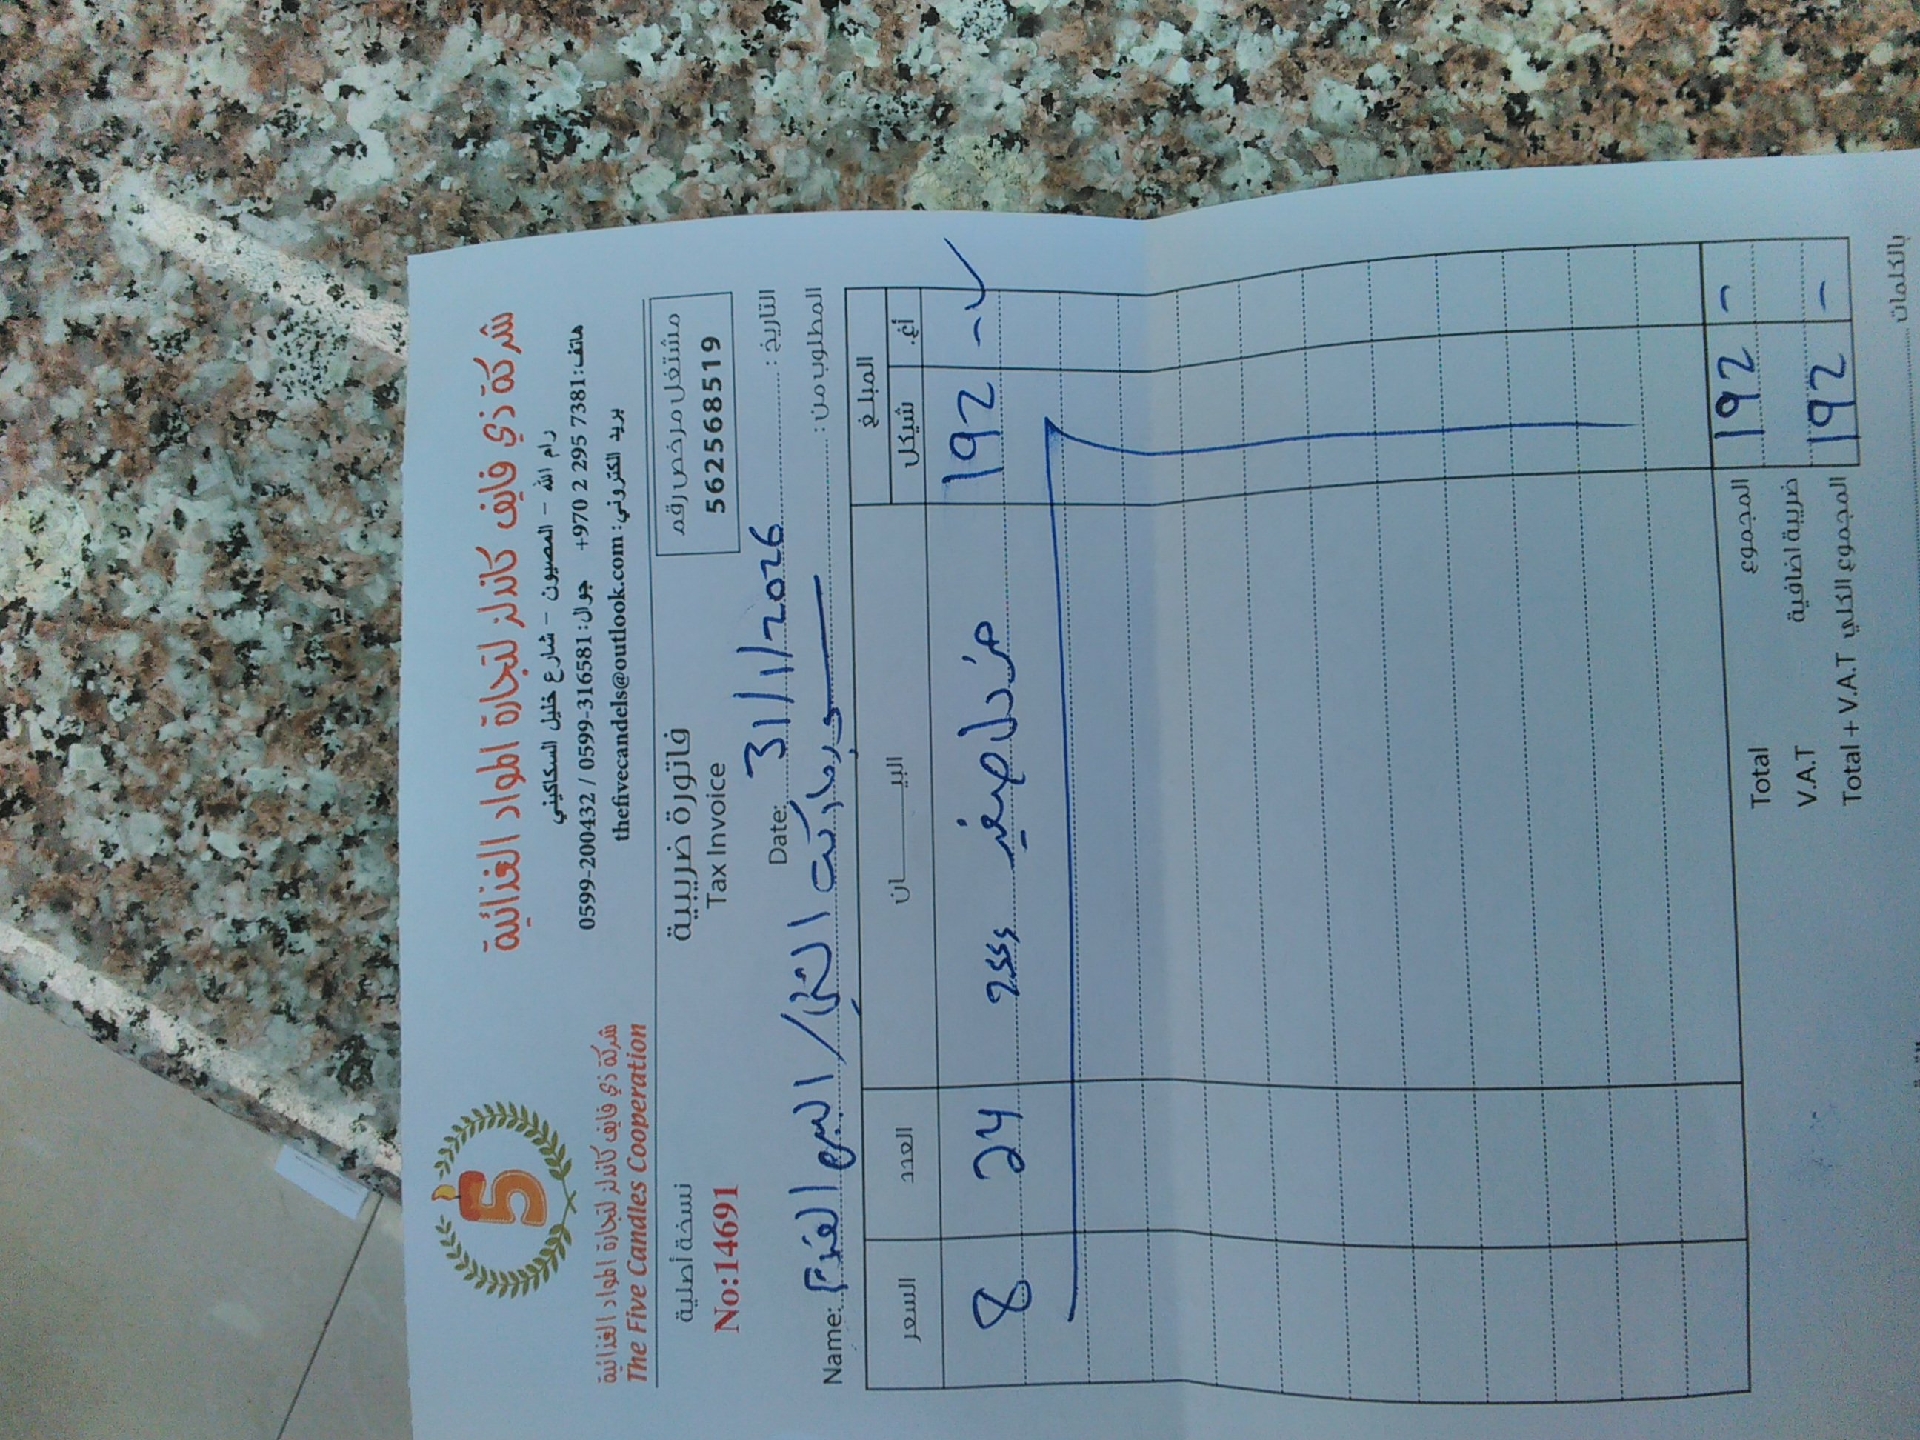 شركة ذي فايف كاندلز لتجارة المواد الغذائية
رام الله - المصيون - شارع خليل السكاكيني
هاتف: +970 2 295 7381 جوال: 0599-200432 / 0599-316581
بريد الكتروني: thefivecandels@outlook.com
5
شركة ذي فايف كاندلز لتجارة المواد الغذائية
The Five Candles Cooperation
مشتغل مرخص رقم
562568519
فاتورة ضريبية
Tax Invoice
نسخة أصلية
No:14691
التاريخ: Date: 31/1/2026
المطلوب من: Name: سوبرماركت
المبلغ
شيكل أغ. البيـــــــان العدد السعر
192 - صغير 24 8
المجموع Total 192 -
ضريبة اضافية V.A.T
المجموع الكلي Total + V.A.T 192 -
بالكلمات